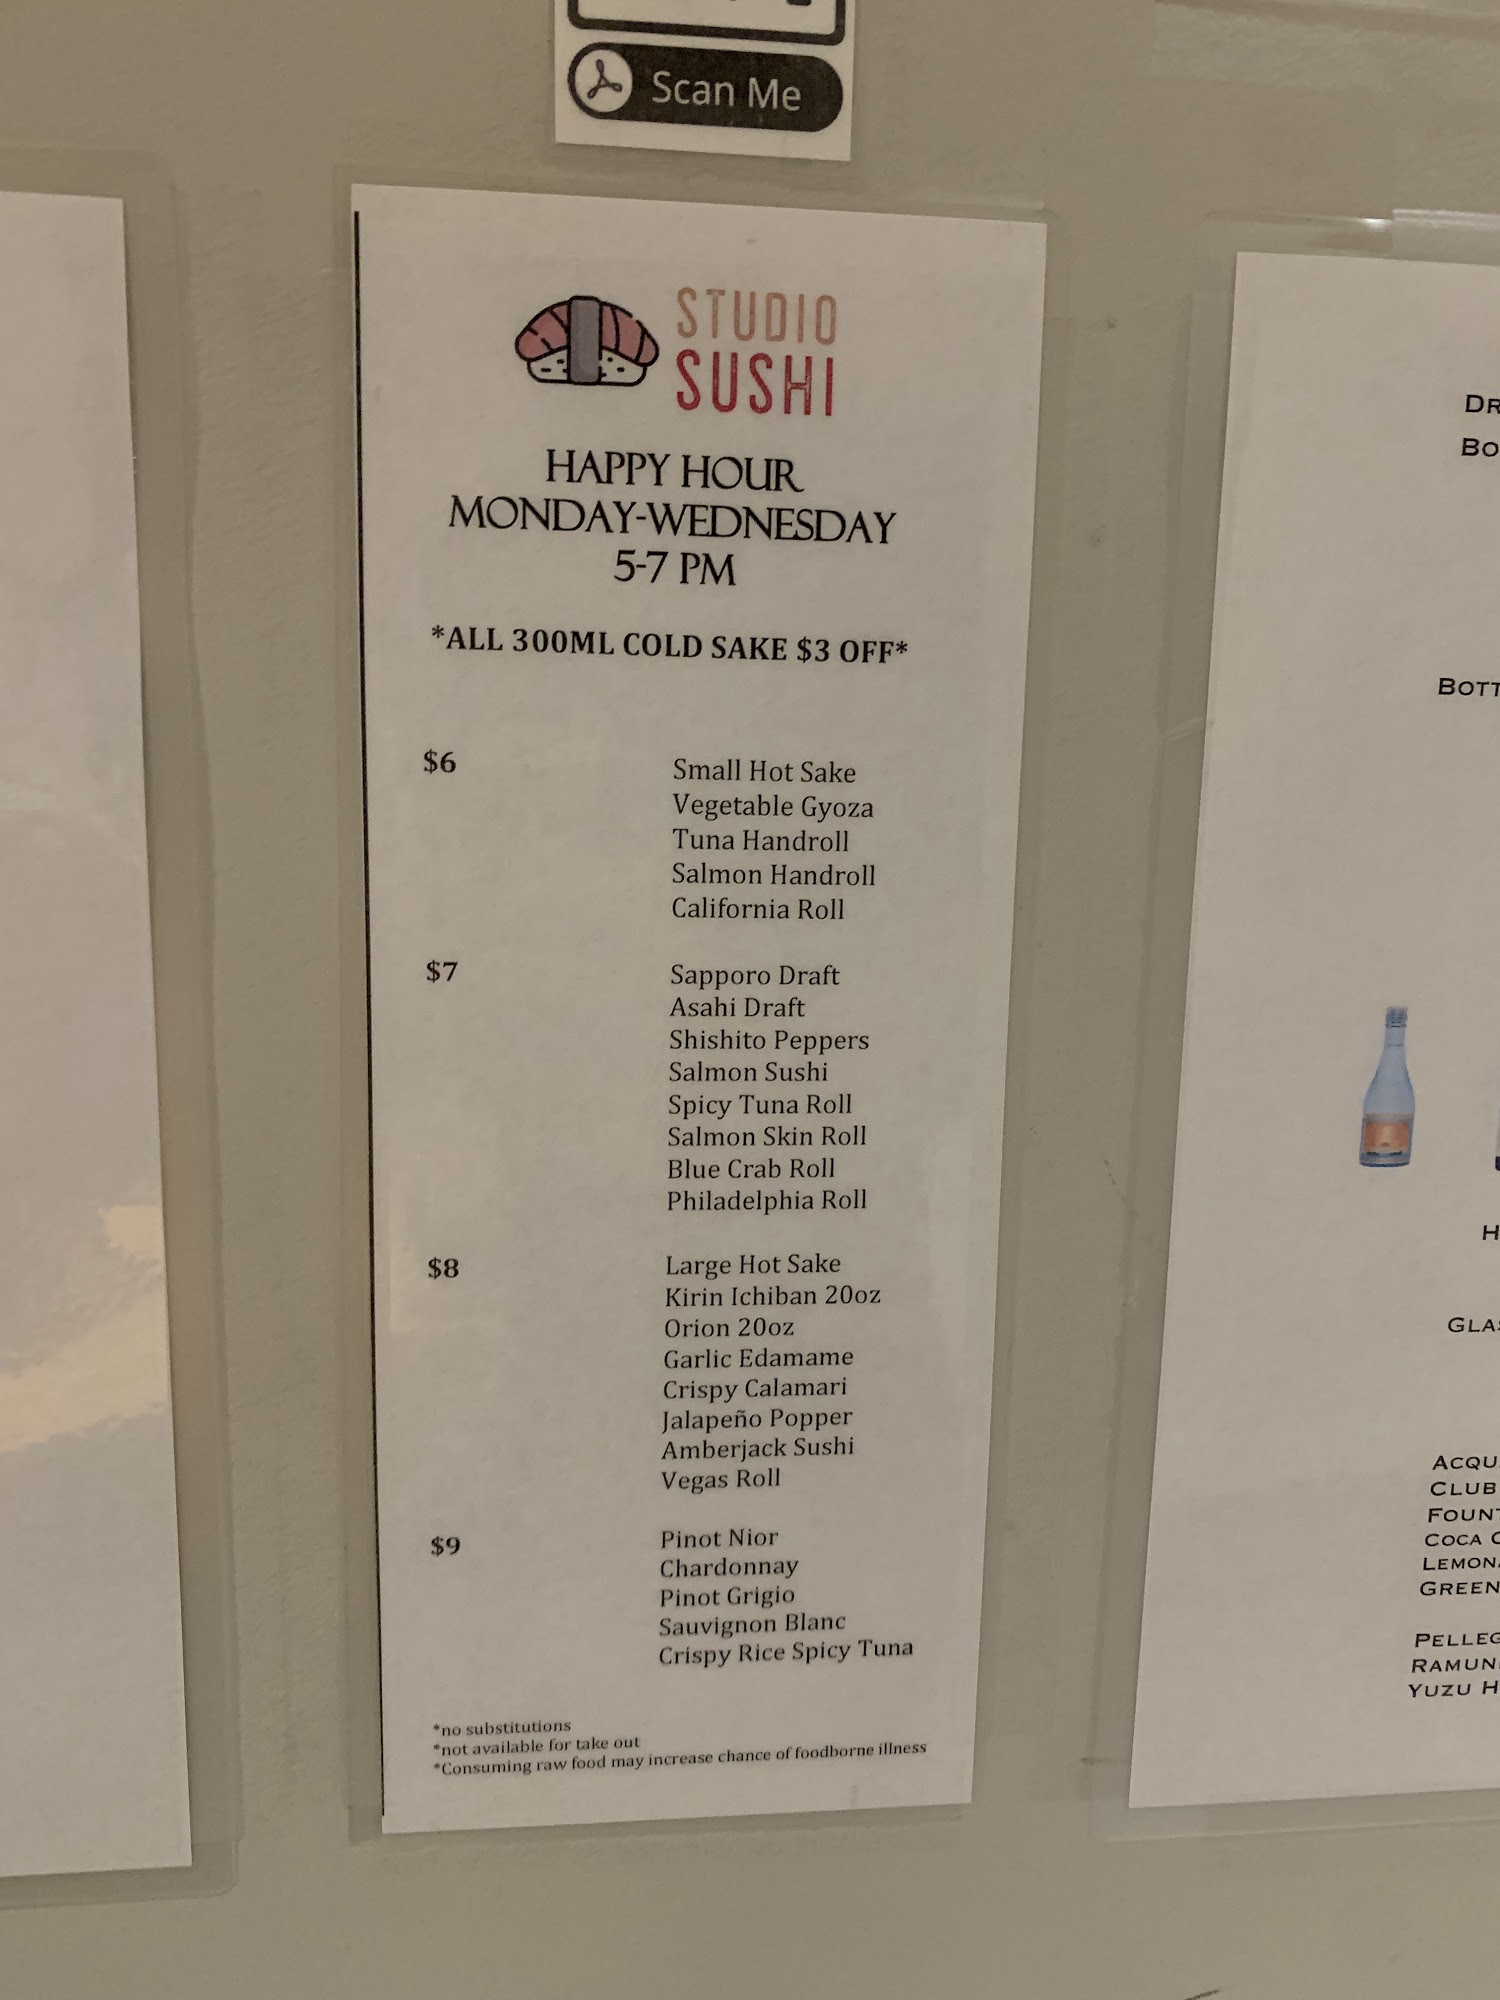 Scan Me
STUDIO
SUSHI
HAPPY HOUR
MONDAY-WEDNESDAY
5-7 PM
*ALL 300ML COLD SAKE $3 OFF*
$6
Small Hot Sake
Vegetable Gyoza
Tuna Handroll
Salmon Handroll
California Roll
$7
Sapporo Draft
Asahi Draft
Shishito Peppers
Salmon Sushi
Spicy Tuna Roll
Salmon Skin Roll
Blue Crab Roll
Philadelphia Roll
$8
Large Hot Sake
Kirin Ichiban 20oz
Orion 20oz
Garlic Edamame
Crispy Calamari
Jalapeño Popper
Amberjack Sushi
Vegas Roll
$9
Pinot Nior
Chardonnay
Pinot Grigio
Sauvignon Blanc
Crispy Rice Spicy Tuna
*no substitutions
*not available for take out
*Consuming raw food may increase chance of foodborne illness
CLUB
COCA
GREEN
YUZU